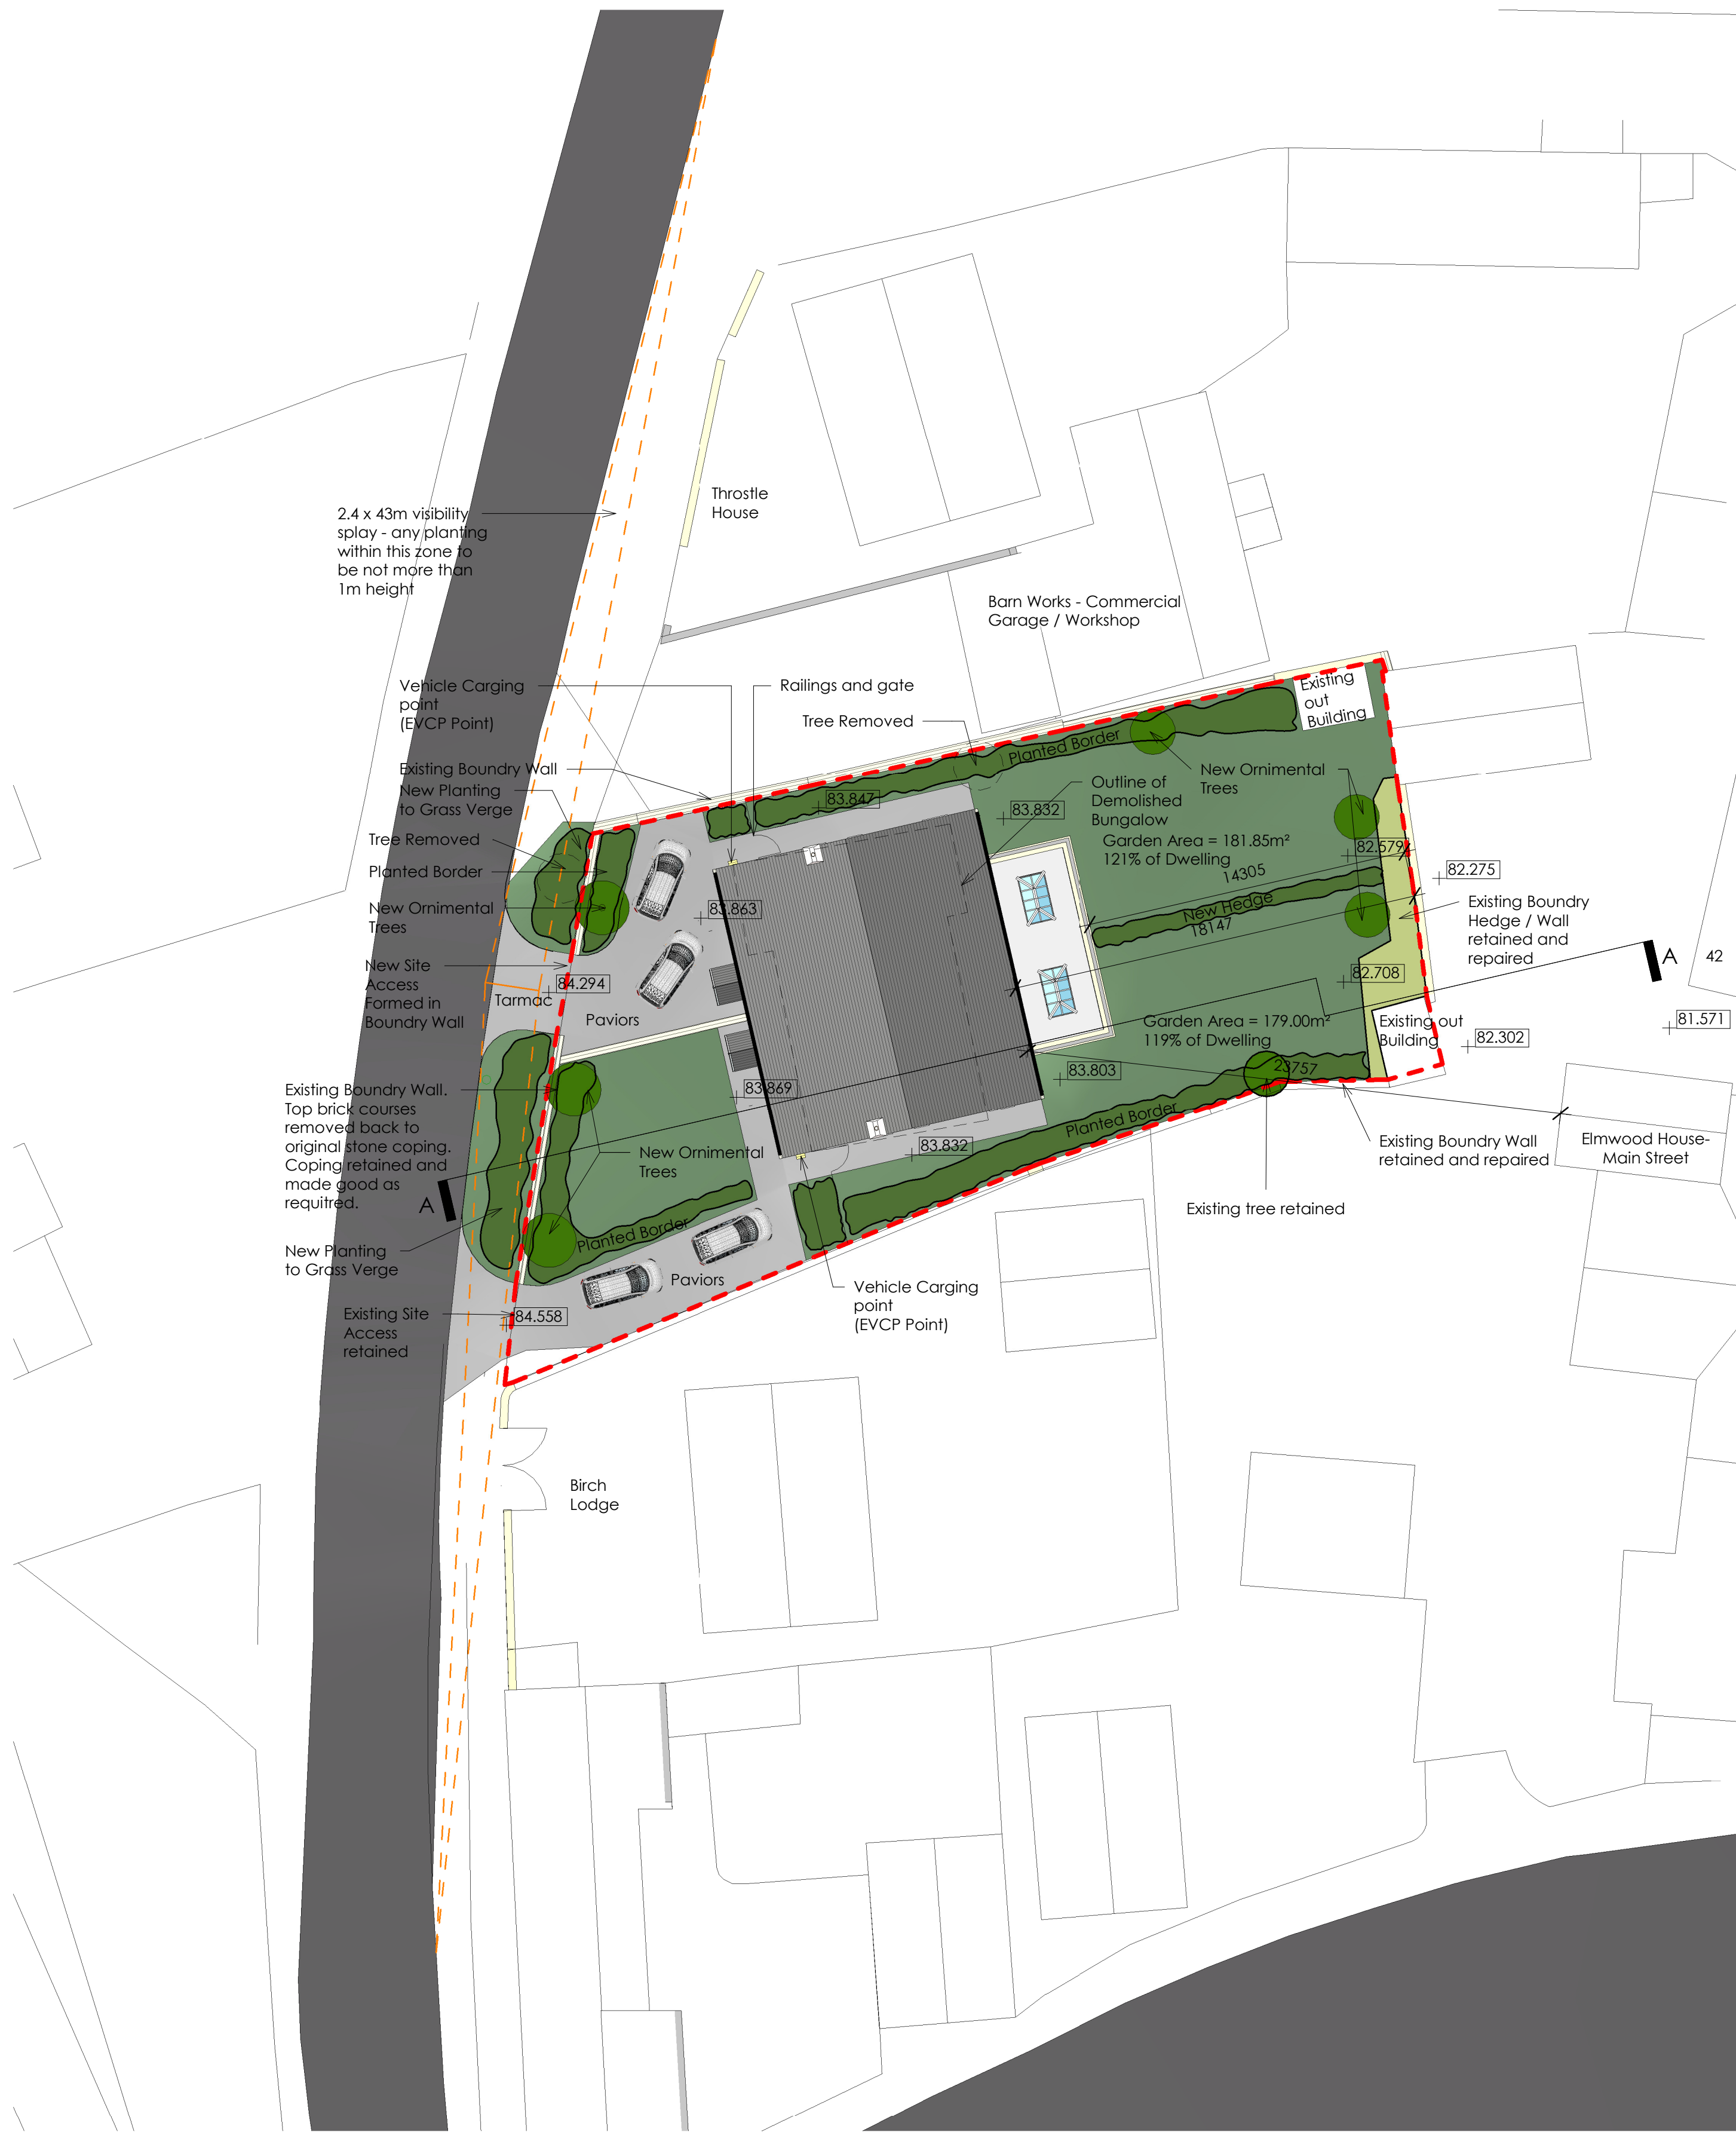 2.4 x 43m visibility
splay - any planting
within this zone to
be not more than
1m height
Throstle
House
Barn Works - Commercial
Garage / Workshop
Vehicle Carging
point
(EVCP Point)
Railings and gate
Tree Removed
Existing
out
Building
Planted Border
Existing Boundry Wall
New Planting
to Grass Verge
Outline of
Demolished
Bungalow
New Ornimental
Trees
83.847
83.832
Tree Removed
Garden Area = 181.85m²
121% of Dwelling
82.579
14305
82.275
Planted Border
New Ornimental
Trees
83.863
New Hedge
18147
Existing Boundry
Hedge / Wall
retained and
repaired
New Site
Access
Formed in
Boundry Wall
84.294
Tarmac
Paviors
82.708
A
42
Garden Area = 179.00m²
119% of Dwelling
Existing out
Building
82.302
81.571
Existing Boundry Wall.
Top brick courses
removed back to
original stone coping.
Coping retained and
made good as
requitred.
83.869
83.803
23757
Planted Border
New Ornimental
Trees
83.832
Existing Boundry Wall
retained and repaired
Elmwood House-
Main Street
A
Existing tree retained
Planted Border
New Planting
to Grass Verge
Paviors
Vehicle Carging
point
(EVCP Point)
Existing Site
Access
retained
84.558
Birch
Lodge